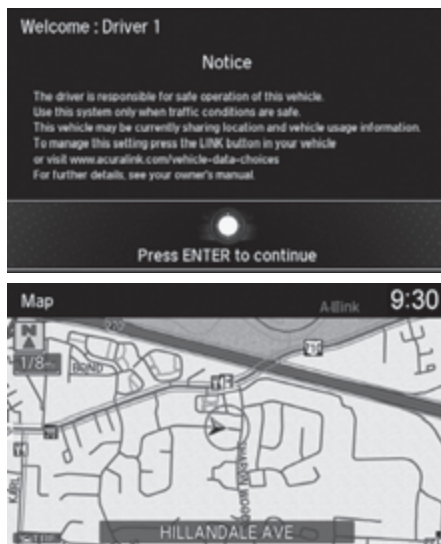 Welcome : Driver 1
Notice
The driver is responsible for safe operation of this vehicle.
Use this system only when traffic conditions are safe.
This vehicle may be currently sharing location and vehicle usage information.
To manage this setting press the LINK button in your vehicle
or visit www.acuralink.com/vehicle-data-choices
For further details, see your owner's manual.
Press ENTER to continue
Map
9:30
N
270
1/8
KARL
HILLANDALE AVE